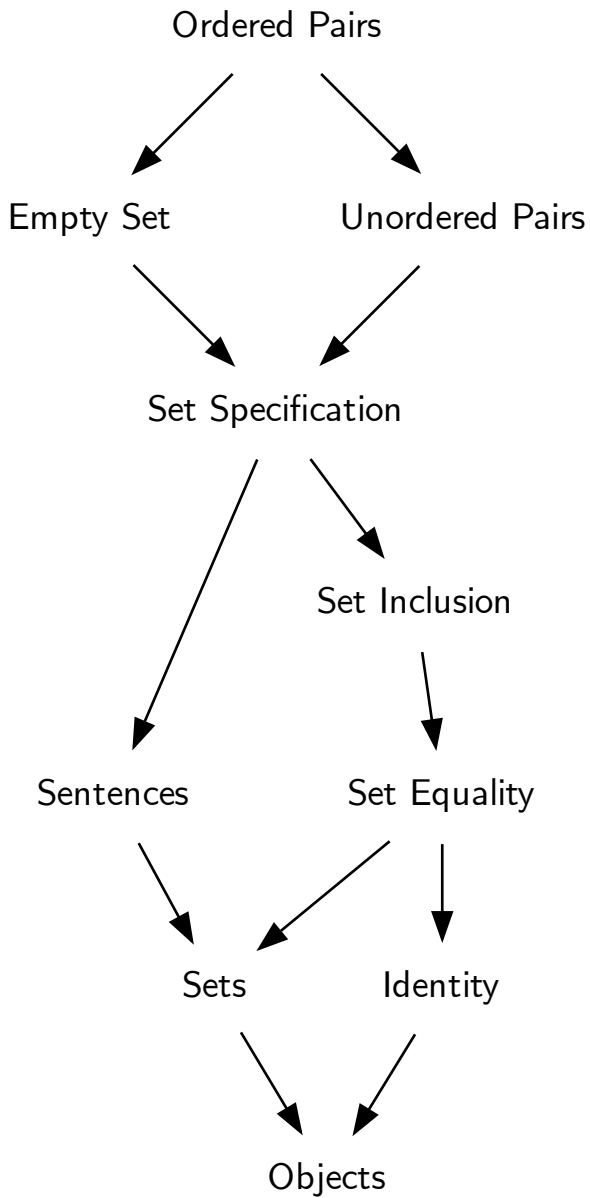 Ordered Pairs
Empty Set
Unordered Pairs
Set Specification
Set Inclusion
Sentences
Set Equality
Sets
Identity
Objects